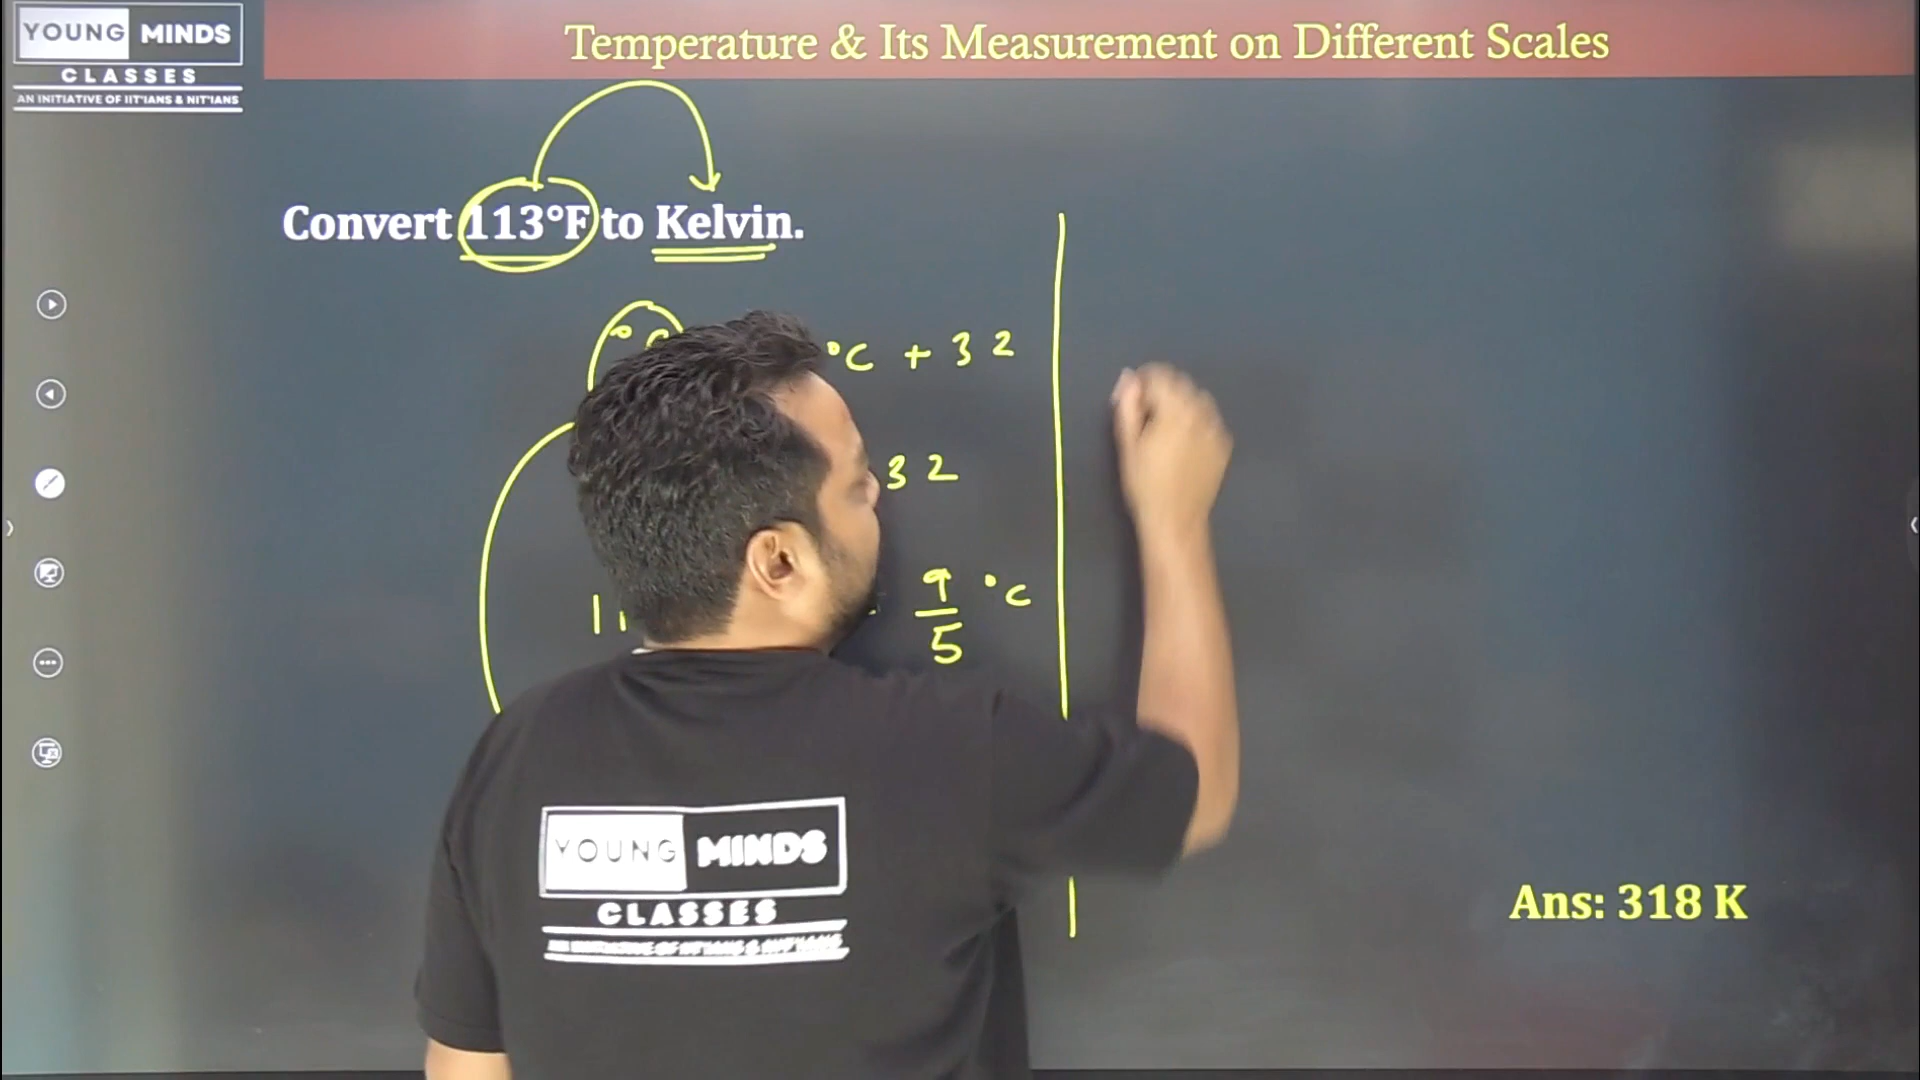 YOUNG MINDS
CLASSES
AN INITIATIVE OF IIT'IANS & NIT'IANS
Temperature & Its Measurement on Different Scales
Convert 113°F to Kelvin.
°C + 32
32
11
9/5 °C
YOUNG MINDS
CLASSES
Ans: 318 K